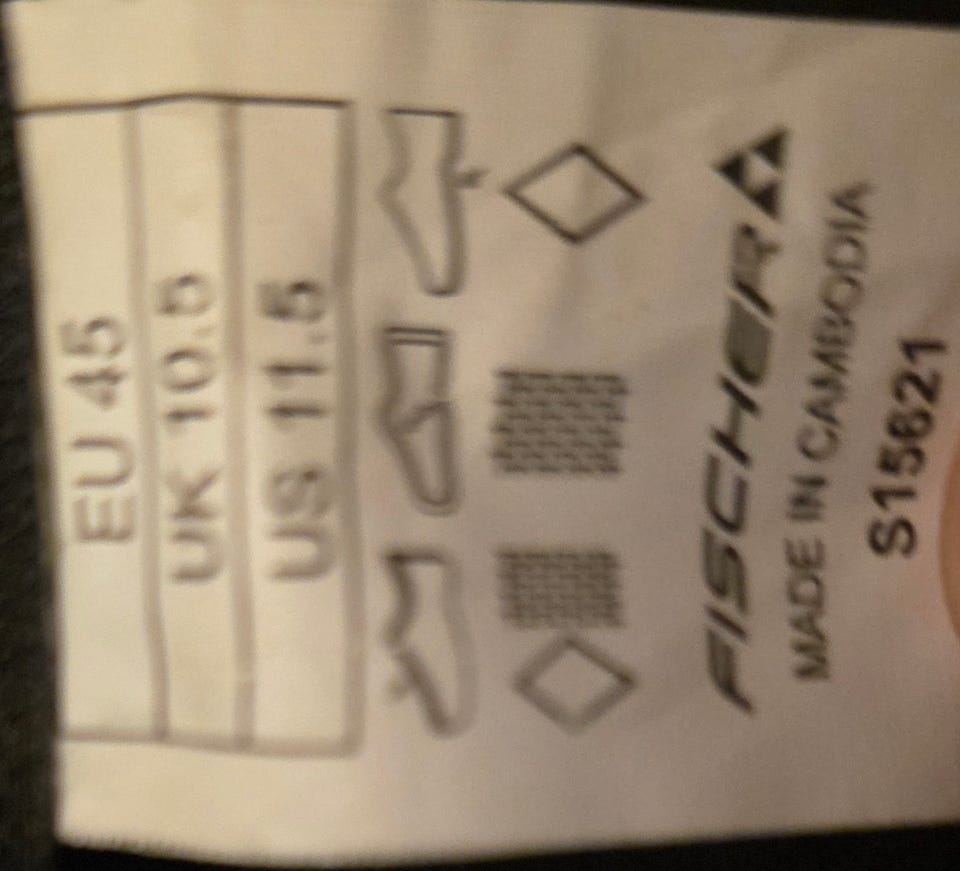 EU 45
UK 10.5
US 11.5
FISCHER
MADE IN CAMBODIA
S15621